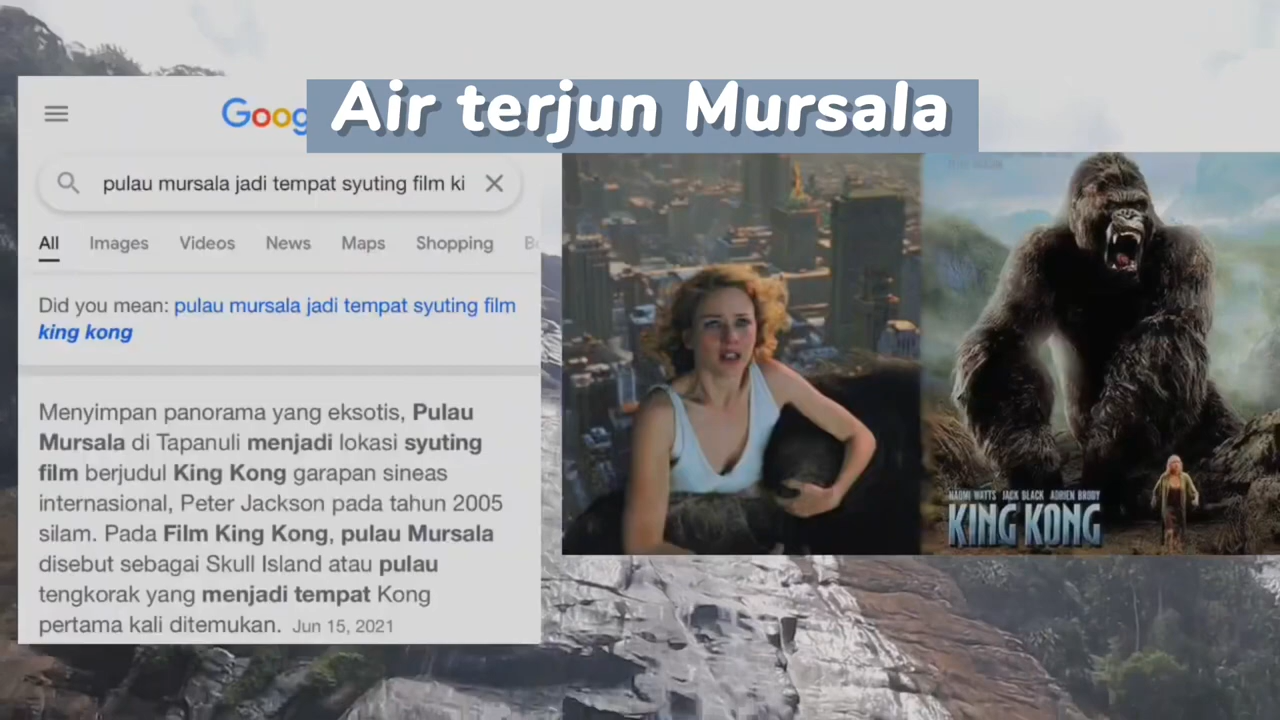 Air terjun Mursala
Goog
pulau mursala jadi tempat syuting film ki
All Images Videos News Maps Shopping
Did you mean: pulau mursala jadi tempat syuting film
king kong
Menyimpan panorama yang eksotis, Pulau
Mursala di Tapanuli menjadi lokasi syuting
film berjudul King Kong garapan sineas
internasional, Peter Jackson pada tahun 2005
silam. Pada Film King Kong, pulau Mursala
disebut sebagai Skull Island atau pulau
tengkorak yang menjadi tempat Kong
pertama kali ditemukan. Jun 15, 2021
NAOMI WATTS JACK BLACK ADRIEN BRODY
KING KONG